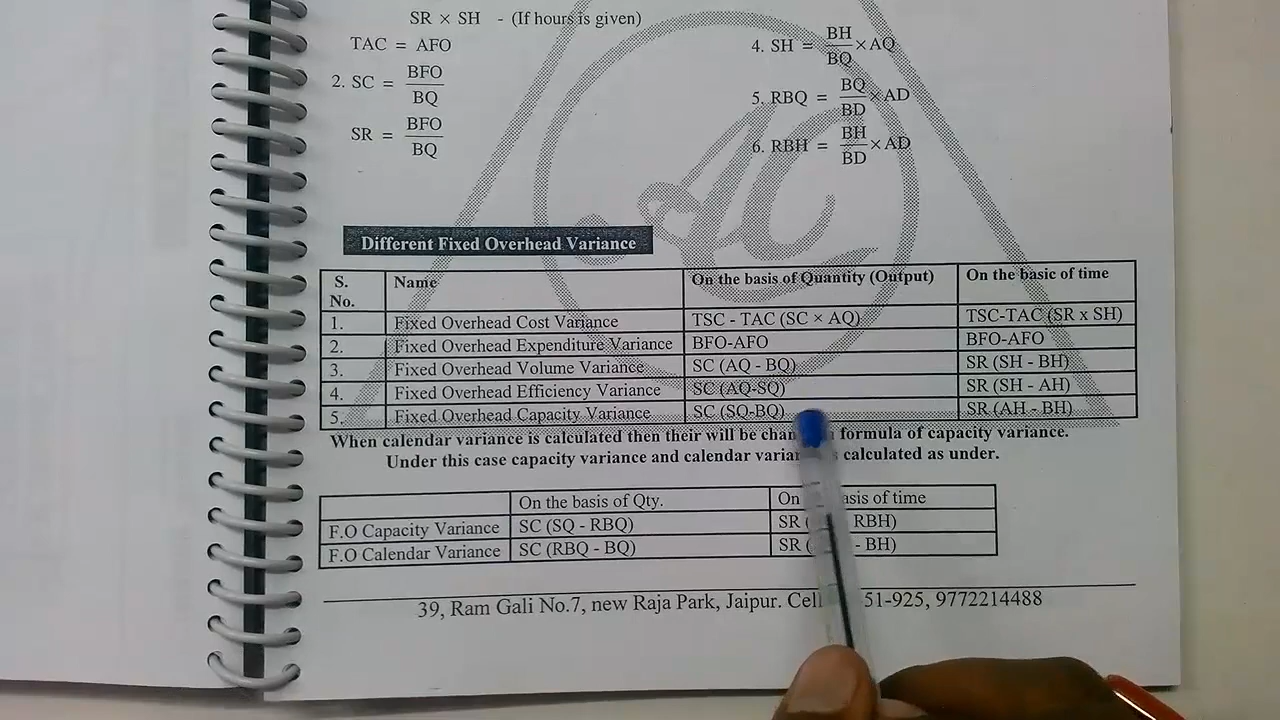 SR × SH - (If hours is given)
TAC = AFO
2. SC = BFO / BQ
SR = BFO / BQ
4. SH = BH / BQ × AQ
5. RBQ = BQ / BD × AD
6. RBH = BH / BD × AD
AC
Different Fixed Overhead Variance
S. No. Name On the basis of Quantity (Output) On the basic of time
1. Fixed Overhead Cost Variance TSC - TAC (SC × AQ) TSC-TAC (SR x SH)
2. Fixed Overhead Expenditure Variance BFO-AFO BFO-AFO
3. Fixed Overhead Volume Variance SC (AQ - BQ) SR (SH - BH)
4. Fixed Overhead Efficiency Variance SC (AQ-SQ) SR (SH - AH)
5. Fixed Overhead Capacity Variance SC (SQ-BQ) SR (AH - BH)
When calendar variance is calculated then their will be formula of capacity variance.
Under this case capacity variance and calendar calculated as under.
On the basis of Qty. On of time
F.O Capacity Variance SC (SQ - RBQ) SR ( RBH)
F.O Calendar Variance SC (RBQ - BQ) SR ( - BH)
39, Ram Gali No.7, new Raja Park, Jaipur. 51-925, 9772214488